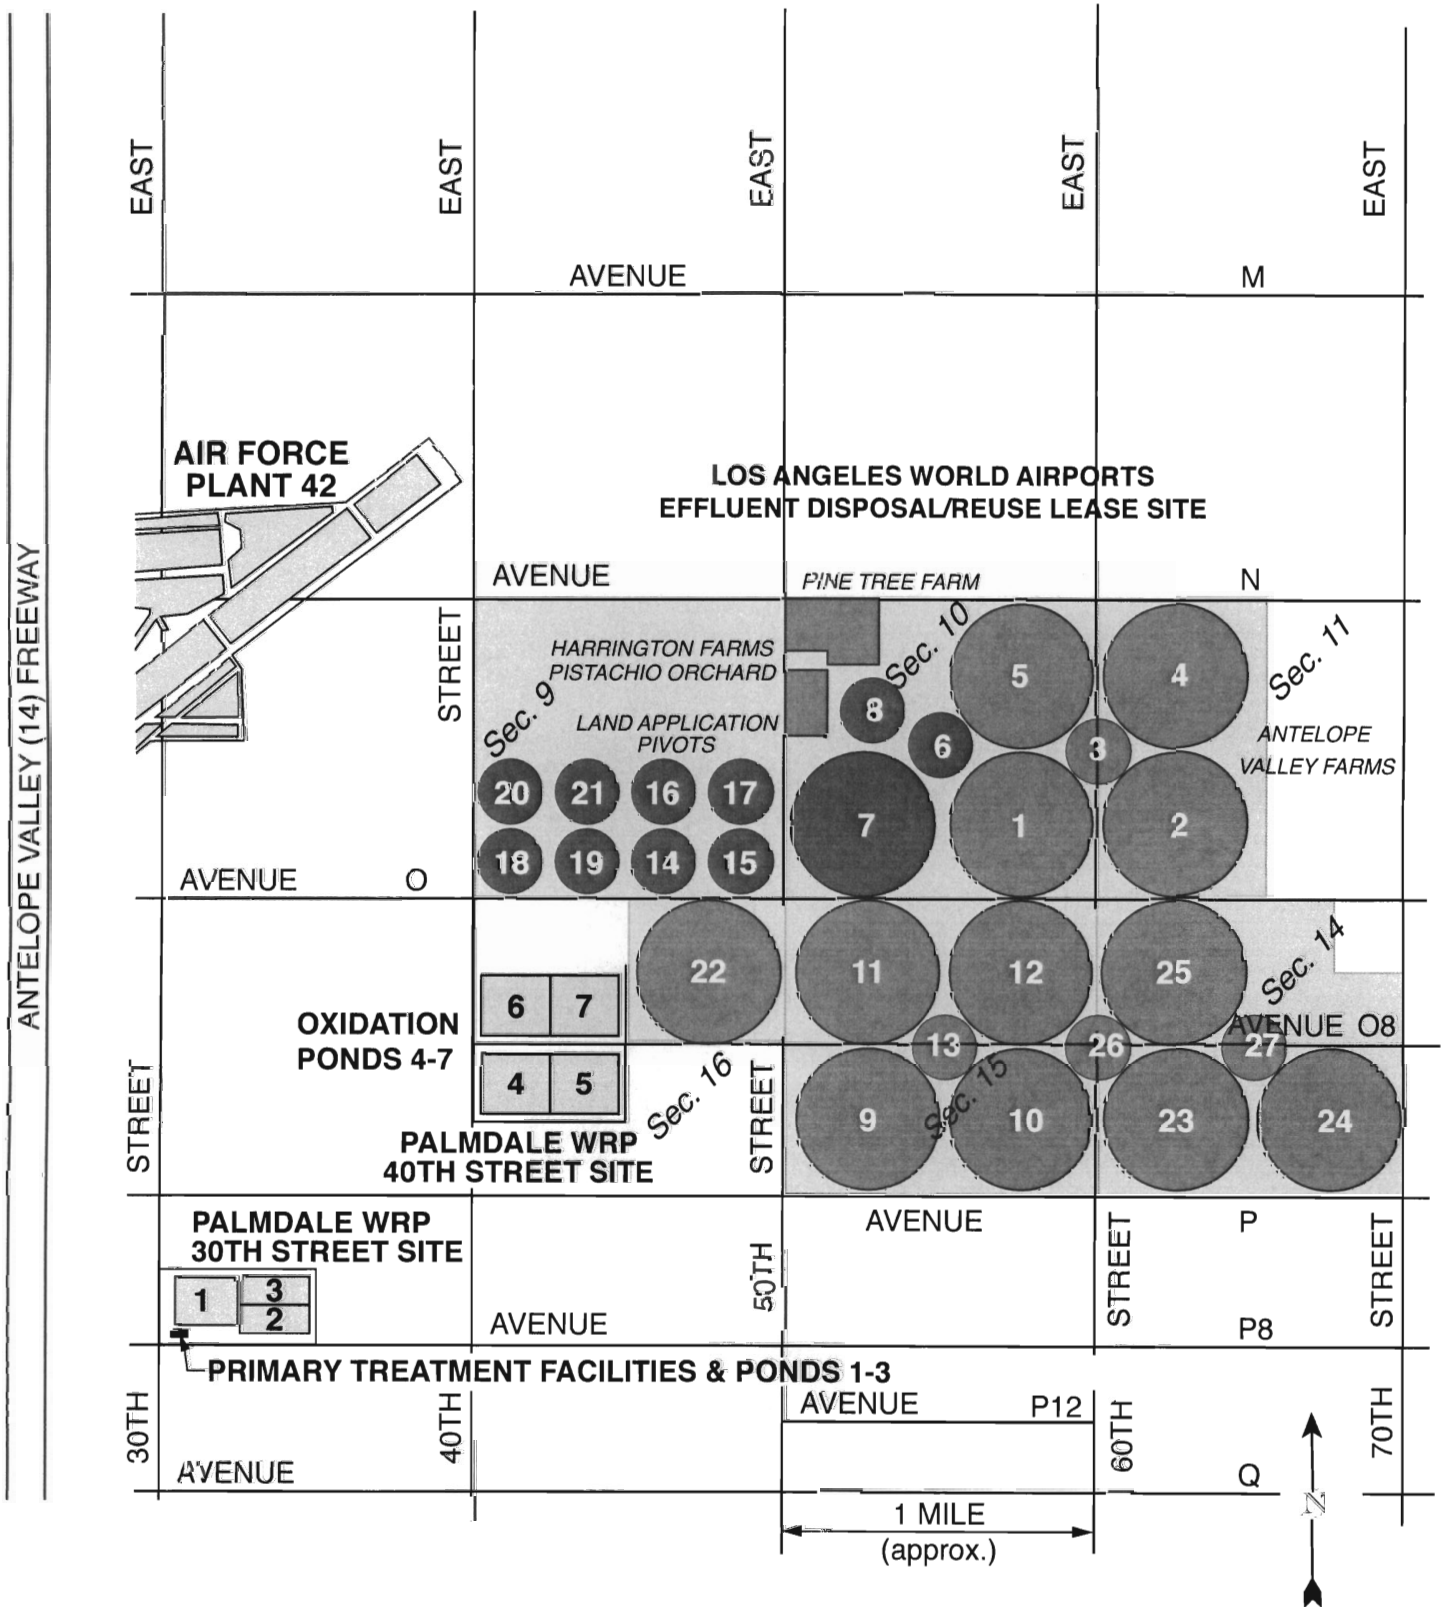 EAST
EAST
EAST
EAST
EAST
AVENUE M
AIR FORCE
PLANT 42
LOS ANGELES WORLD AIRPORTS
EFFLUENT DISPOSAL/REUSE LEASE SITE
ANTELOPE VALLEY (14) FREEWAY
AVENUE N
PINE TREE FARM
STREET
HARRINGTON FARMS
PISTACHIO ORCHARD
Sec. 9
Sec. 10
Sec. 11
LAND APPLICATION
PIVOTS
5
4
8
6
3
ANTELOPE
VALLEY FARMS
20
21
16
17
7
1
2
18
19
14
15
AVENUE O
22
11
12
25
Sec. 14
OXIDATION
PONDS 4-7
6
7
4
5
AVENUE O8
13
26
27
Sec. 16
Sec. 15
9
10
23
24
STREET
STREET
PALMDALE WRP
40TH STREET SITE
PALMDALE WRP
30TH STREET SITE
AVENUE P
STREET
STREET
50TH
1
3
2
AVENUE P8
PRIMARY TREATMENT FACILITIES & PONDS 1-3
AVENUE P12
30TH
40TH
60TH
70TH
AVENUE Q
1 MILE
(approx.)
N